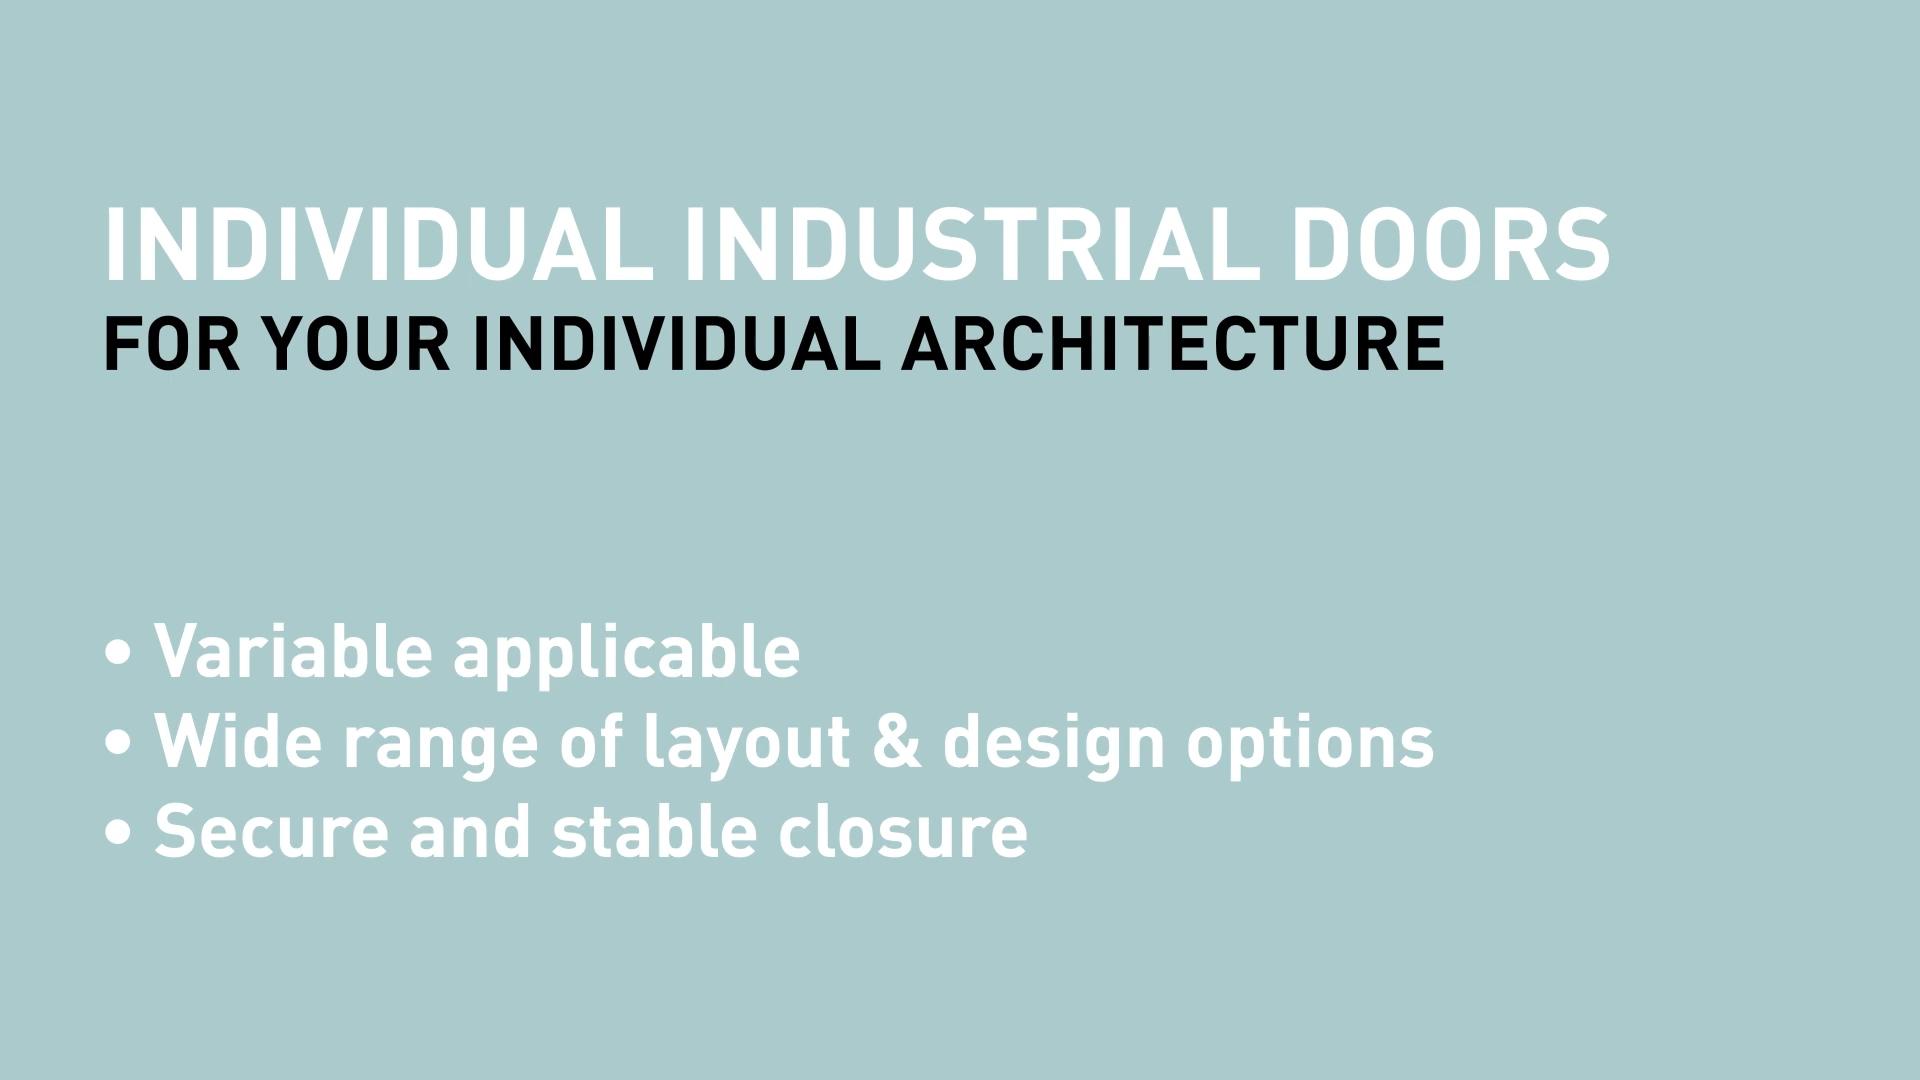 INDIVIDUAL INDUSTRIAL DOORS
FOR YOUR INDIVIDUAL ARCHITECTURE
• Variable applicable
• Wide range of layout & design options
• Secure and stable closure